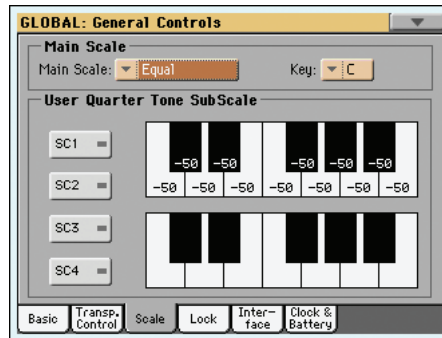 GLOBAL: General Controls
Main Scale
Main Scale: Equal Key: C
User Quarter Tone SubScale
SC1
-50 -50 -50 -50 -50
SC2
-50 -50 -50 -50 -50 -50 -50
SC3
SC4
Basic Transp. Control Scale Lock Inter-face Clock & Battery